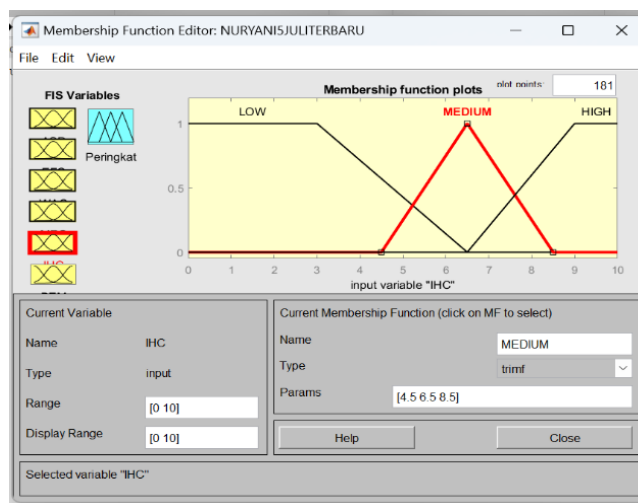 Membership Function Editor: NURYANI5JULITERBARU
File Edit View
FIS Variables
Peringkat
IHC
Membership function plots
plot points:
181
LOW
MEDIUM
HIGH
1
0.5
0
0 1 2 3 4 5 6 7 8 9 10
input variable "IHC"
Current Variable
Name IHC
Type input
Range [0 10]
Display Range [0 10]
Current Membership Function (click on MF to select)
Name MEDIUM
Type trimf
Params [4.5 6.5 8.5]
Help Close
Selected variable "IHC"